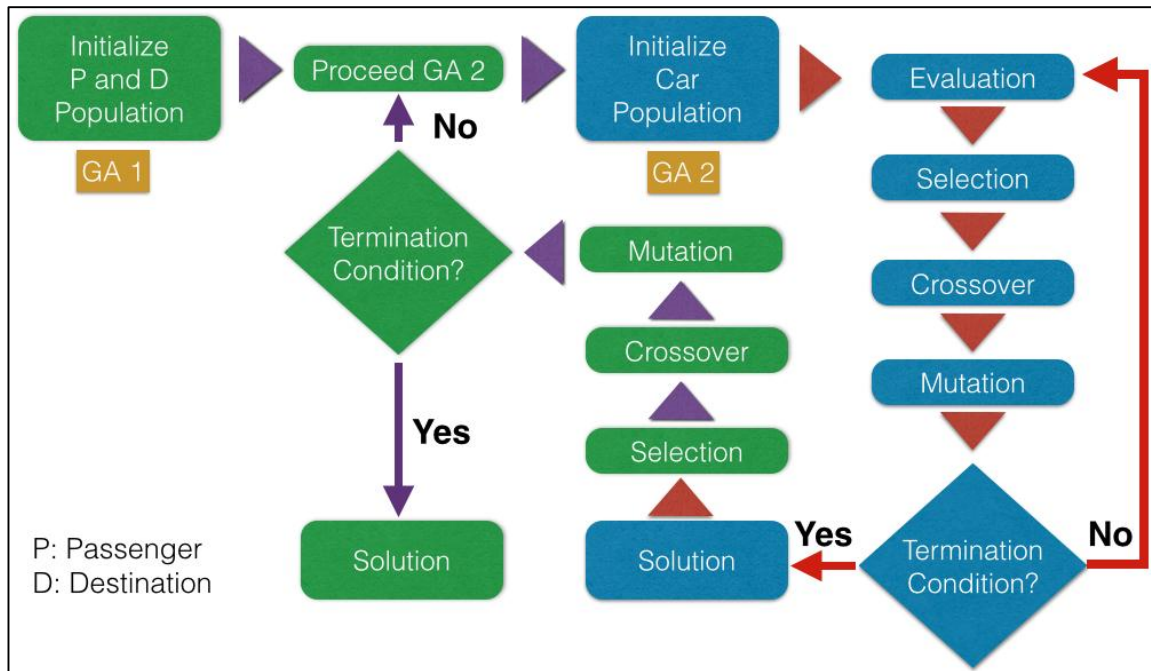 Initialize
P and D
Population
GA 1
Proceed GA 2
No
Initialize
Car
Population
GA 2
Evaluation
Selection
Crossover
Mutation
Termination
Condition?
No
Yes
Solution
Selection
Crossover
Mutation
Termination
Condition?
Yes
Solution
P: Passenger
D: Destination